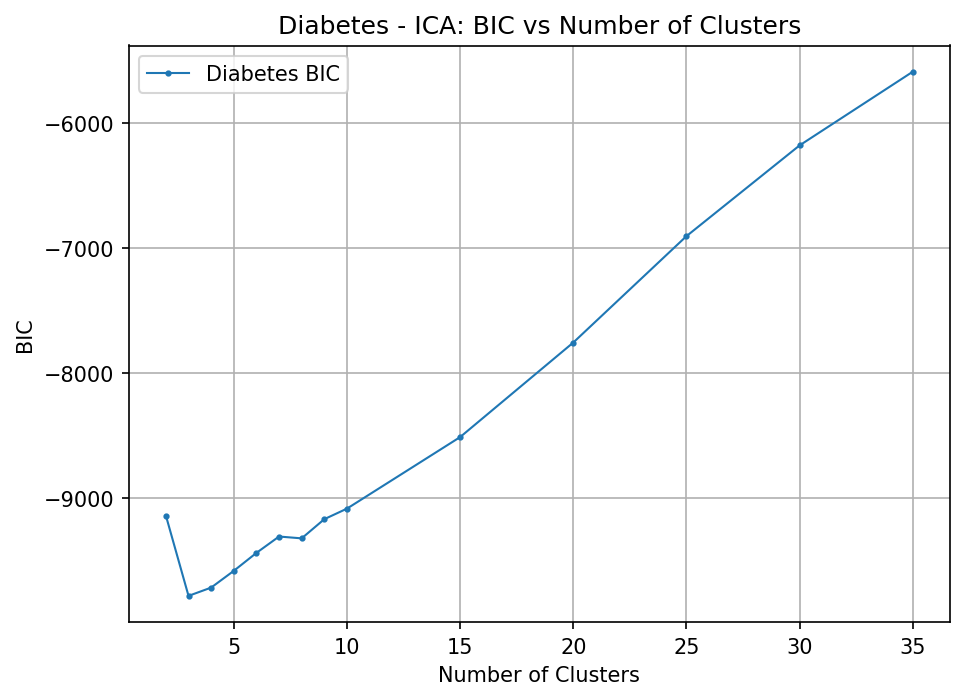 Diabetes - ICA: BIC vs Number of Clusters
Diabetes BIC
−6000
−7000
−8000
−9000
BIC
5 10 15 20 25 30 35
Number of Clusters